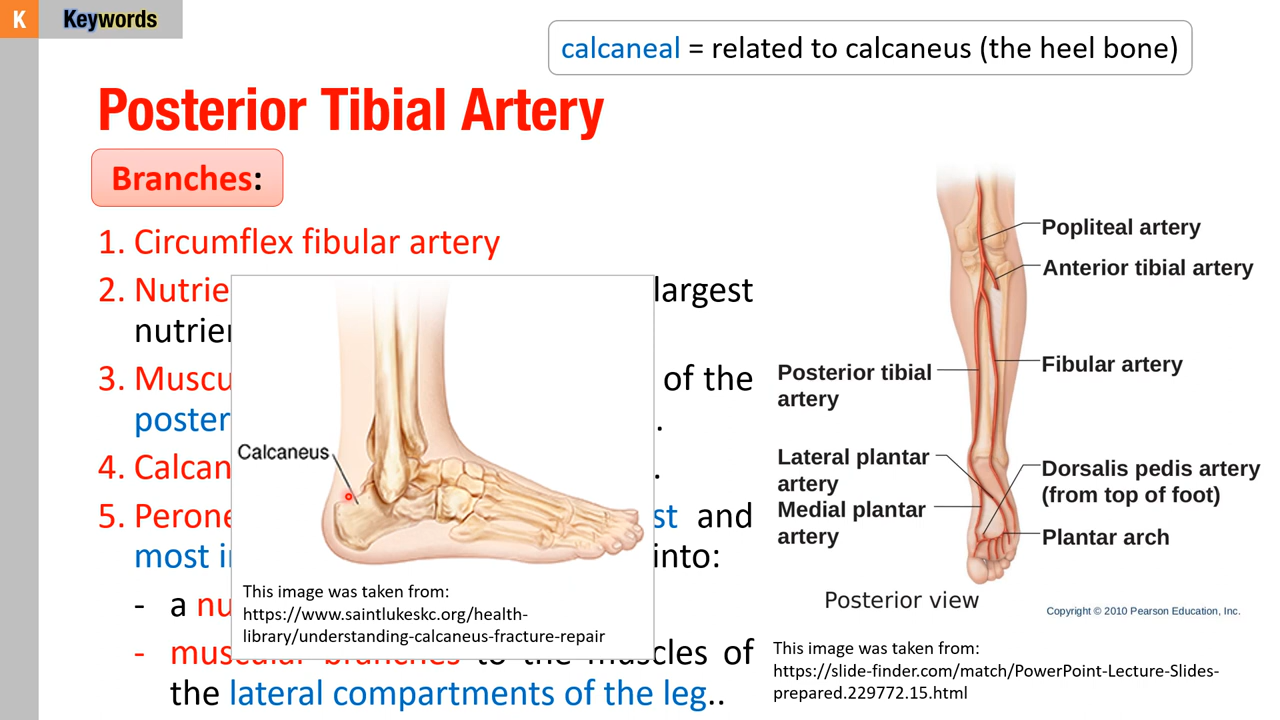 K Keywords
calcaneal = related to calcaneus (the heel bone)
Posterior Tibial Artery
Branches:
1. Circumflex fibular artery
2. Nutrie largest
nutrien
3. Muscu of the
poster .
4. Calcan .
5. Perone st and
most i into:
- a nu
- muscular branches to the muscles of
the lateral compartments of the leg..
Calcaneus
This image was taken from:
https://www.saintlukeskc.org/health-
library/understanding-calcaneus-fracture-repair
Popliteal artery
Anterior tibial artery
Fibular artery
Posterior tibial
artery
Lateral plantar
artery
Medial plantar
artery
Dorsalis pedis artery
(from top of foot)
Plantar arch
Posterior view
Copyright © 2010 Pearson Education, Inc.
This image was taken from:
https://slide-finder.com/match/PowerPoint-Lecture-Slides-
prepared.229772.15.html